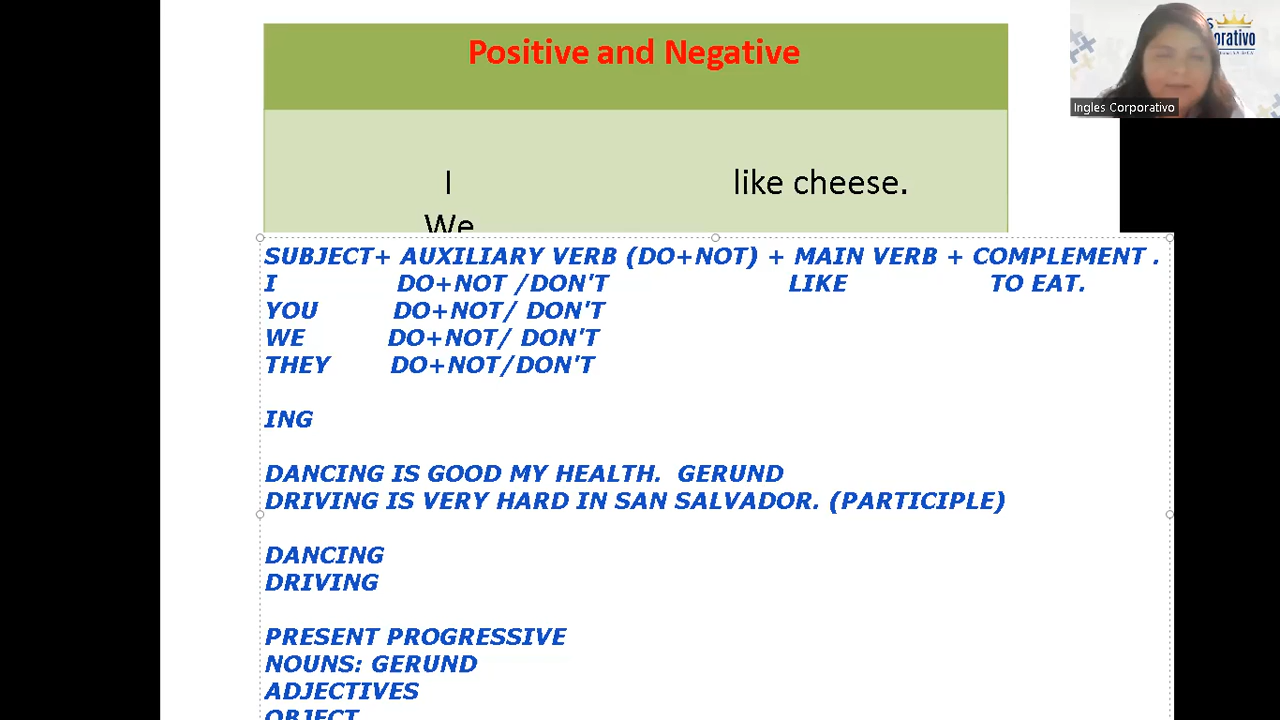 Positive and Negative
I like cheese.
We
SUBJECT+ AUXILIARY VERB (DO+NOT) + MAIN VERB + COMPLEMENT .
I DO+NOT /DON'T LIKE TO EAT.
YOU DO+NOT/ DON'T
WE DO+NOT/ DON'T
THEY DO+NOT/DON'T
ING
DANCING IS GOOD MY HEALTH. GERUND
DRIVING IS VERY HARD IN SAN SALVADOR. (PARTICIPLE)
DANCING
DRIVING
PRESENT PROGRESSIVE
NOUNS: GERUND
ADJECTIVES
OBJECT
Ingles Corporativo